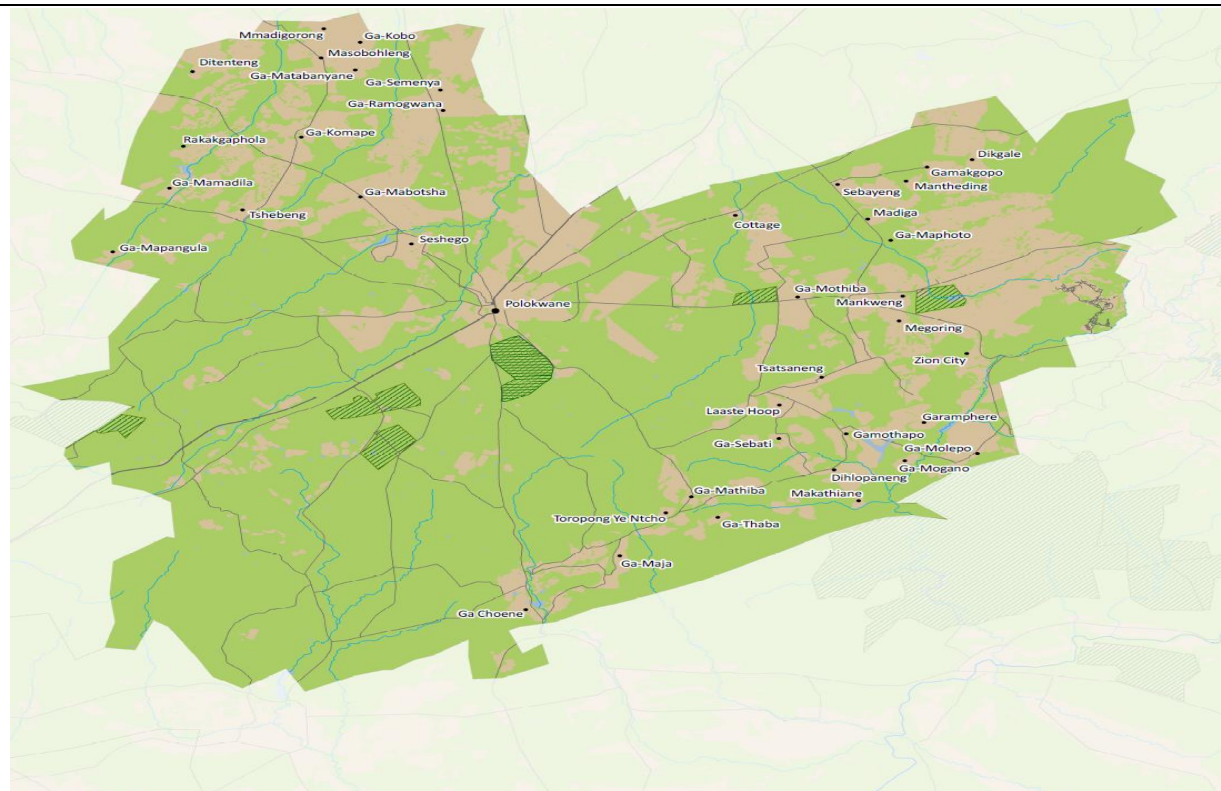 Mmadigorong
Ga-Kobo
Masobohleng
Ditenteng
Ga-Matabanyane
Ga-Semenya
Ga-Ramogwana
Ga-Komape
Rakakgaphola
Dikgale
Gamakgopo
Mantheding
Sebayeng
Ga-Mamadila
Ga-Mabotsha
Tshebeng
Madiga
Cottage
Seshego
Ga-Maphoto
Ga-Mapangula
Ga-Mothiba
Mankweng
Polokwane
Megoring
Zion City
Tsatsaneng
Laaste Hoop
Garamphere
Gamothapo
Ga-Sebati
Ga-Molepo
Ga-Mogano
Dihlopaneng
Ga-Mathiba
Makathiane
Toropong Ye Ntcho
Ga-Thaba
Ga-Maja
Ga Choene